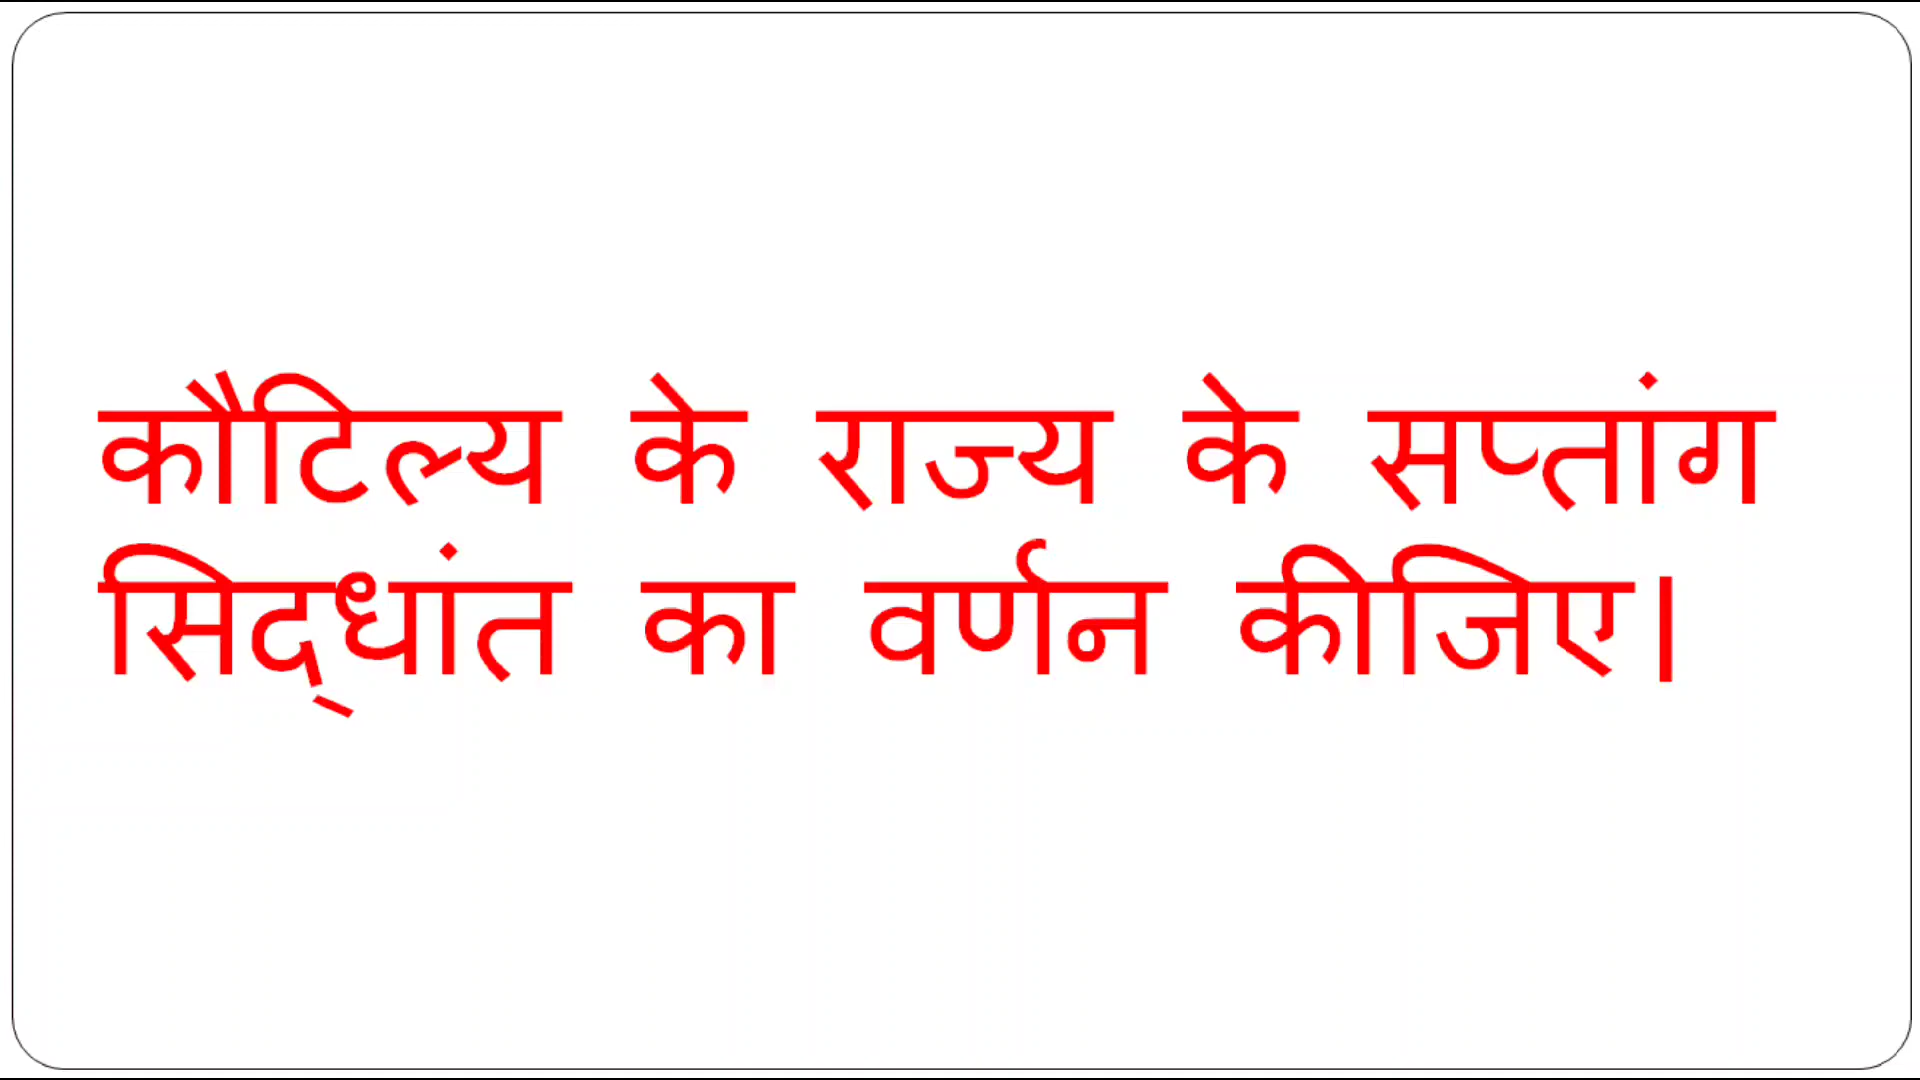 कौटिल्य के राज्य के सप्तांग
सिद्‌धांत का वर्णन कीजिए।